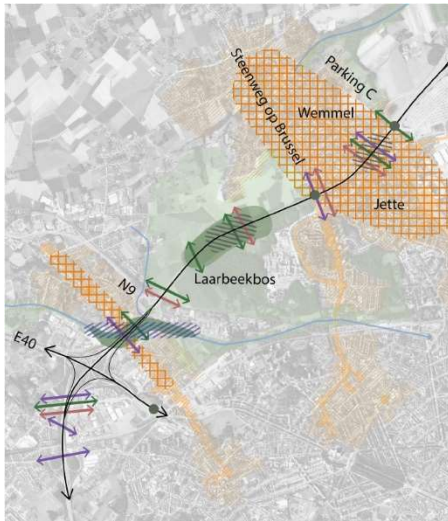 Parking C
Wemmel
Steenweg op Brussel
Jette
Laarbeekbos
N9
E40